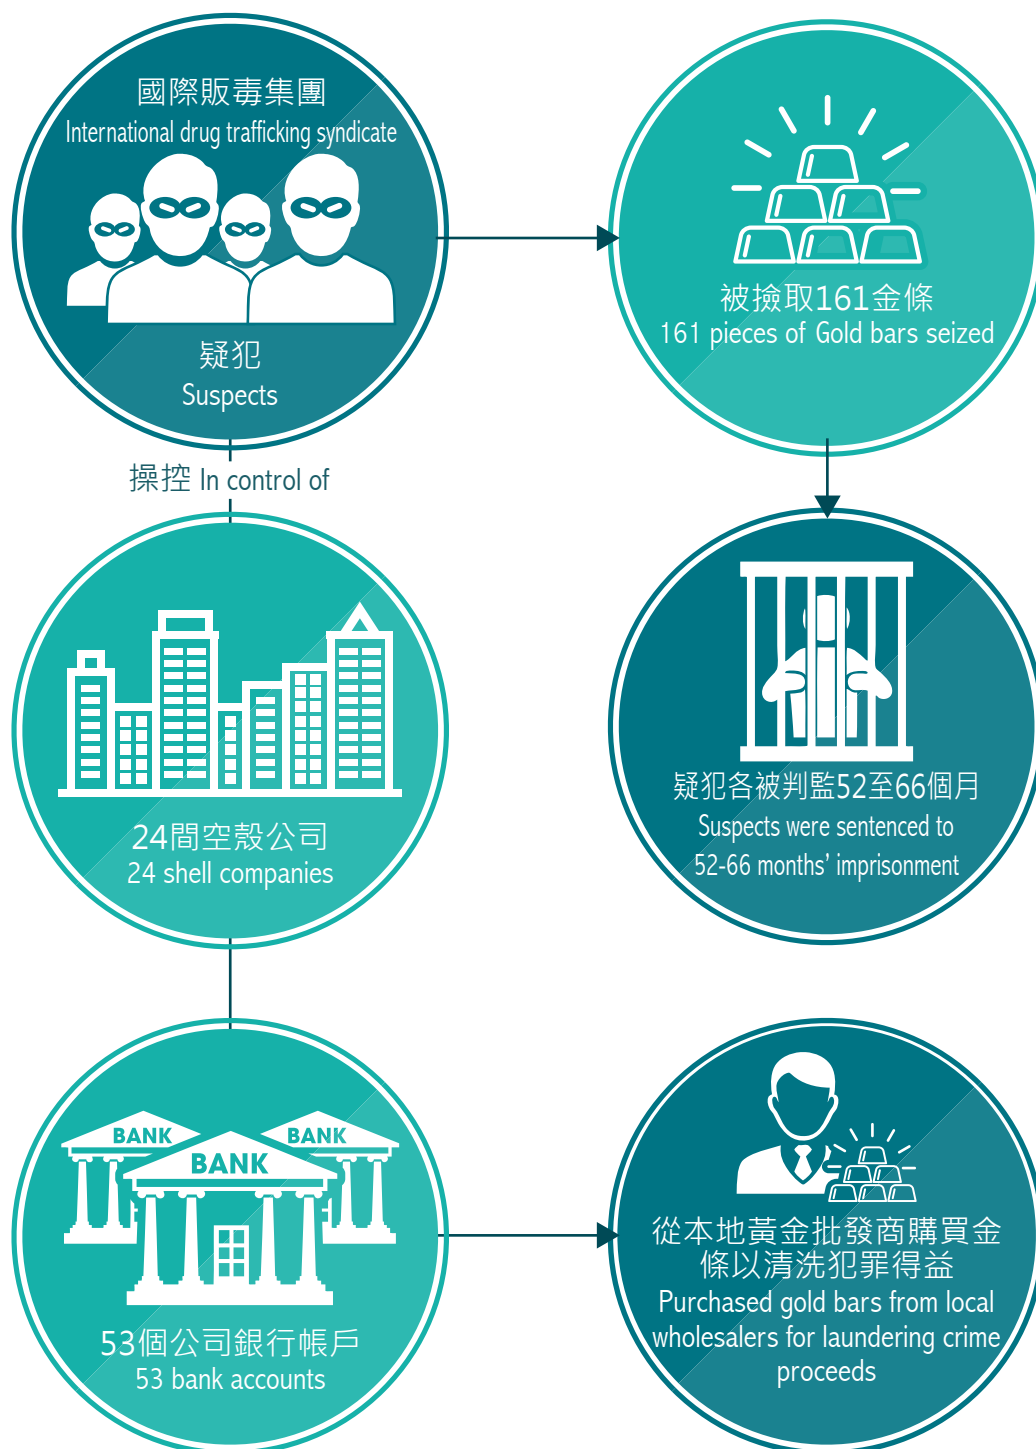 國際販毒集團
International drug trafficking syndicate
疑犯
Suspects
被撿取161金條
161 pieces of Gold bars seized
操控 In control of
24間空殼公司
24 shell companies
疑犯各被判監52至66個月
Suspects were sentenced to
52-66 months’ imprisonment
BANK
BANK
BANK
53個公司銀行帳戶
53 bank accounts
從本地黃金批發商購買金
條以清洗犯罪得益
Purchased gold bars from local
wholesalers for laundering crime
proceeds